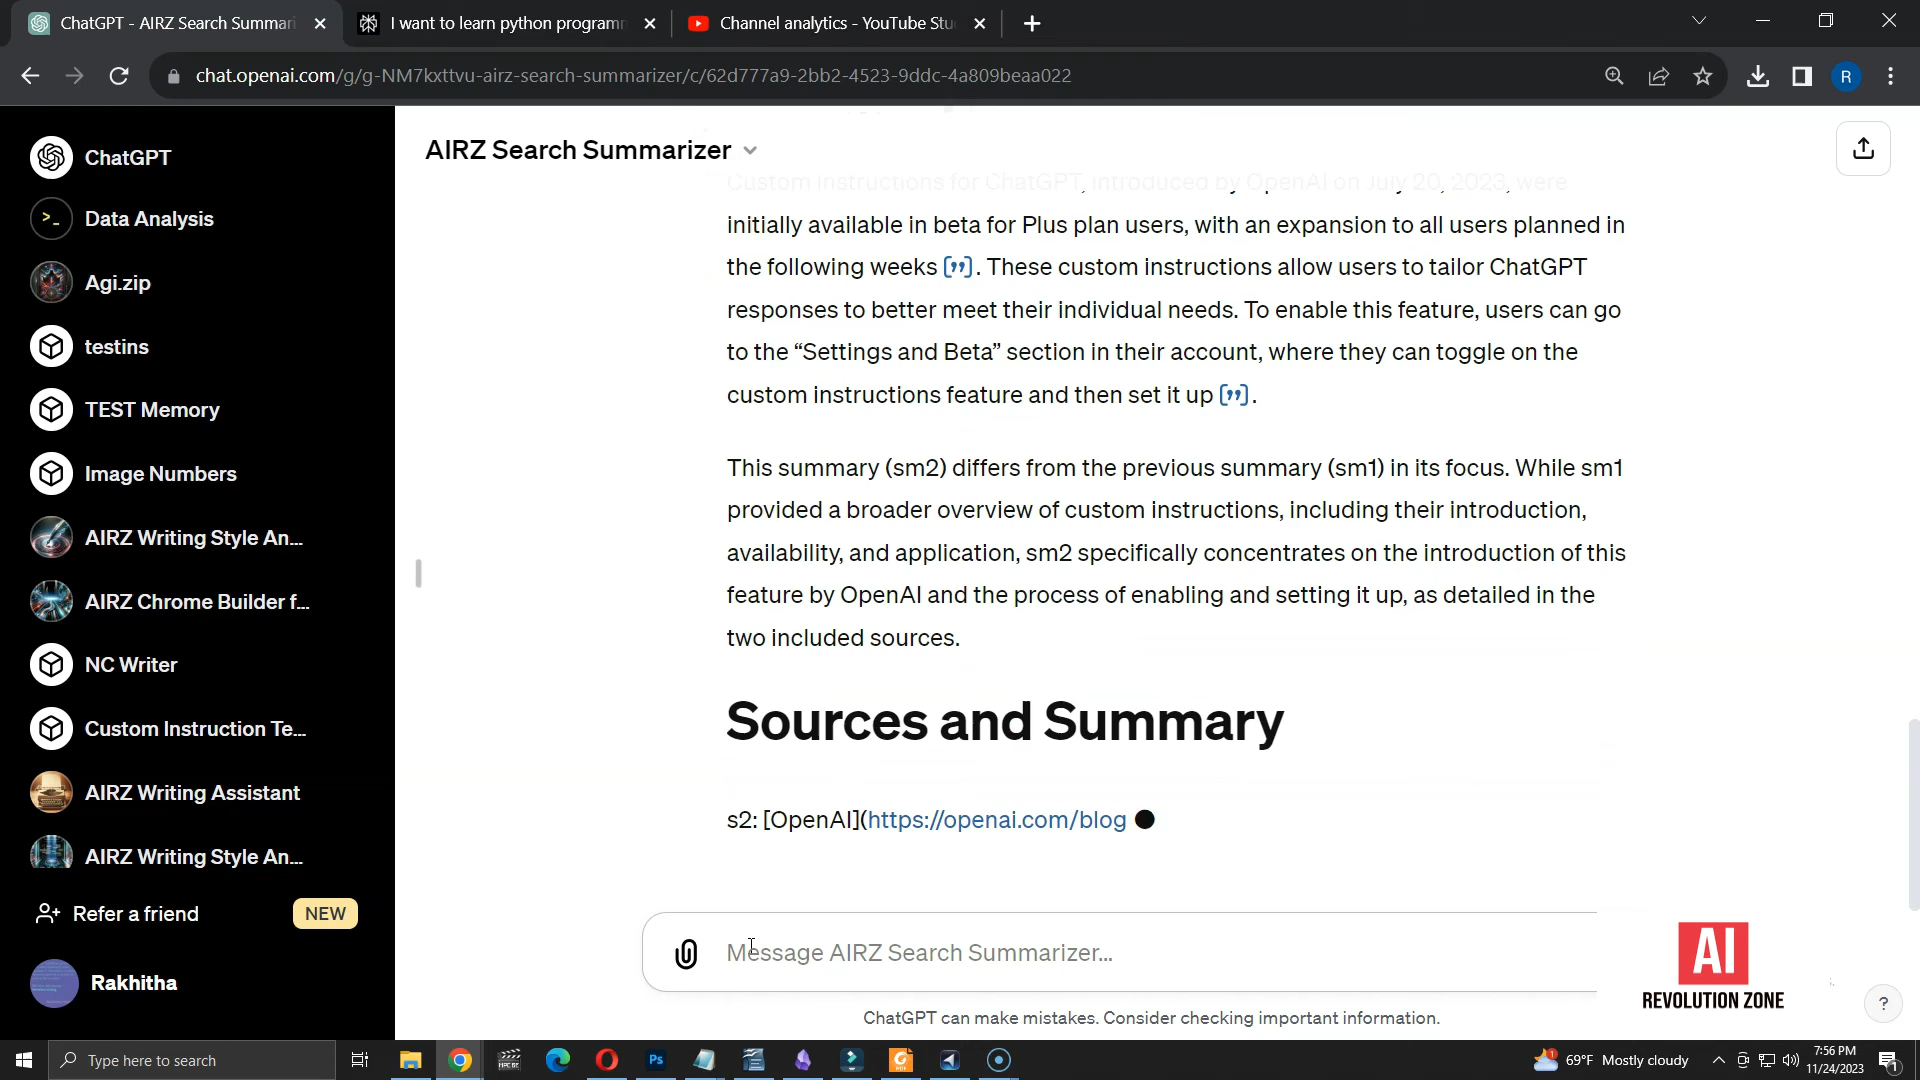 ChatGPT - AIRZ Search Summari
I want to learn python programm
Channel analytics - YouTube Stu
chat.openai.com/g/g-NM7kxttvu-airz-search-summarizer/c/62d777a9-2bb2-4523-9ddc-4a809beaa022
R
ChatGPT
Data Analysis
Agi.zip
testins
TEST Memory
Image Numbers
AIRZ Writing Style An...
AIRZ Chrome Builder f...
NC Writer
Custom Instruction Te...
AIRZ Writing Assistant
AIRZ Writing Style An...
Refer a friend NEW
Rakhitha
AIRZ Search Summarizer
Custom Instructions for ChatGPT, introduced by OpenAI on July 20, 2023, were
initially available in beta for Plus plan users, with an expansion to all users planned in
the following weeks [”]. These custom instructions allow users to tailor ChatGPT
responses to better meet their individual needs. To enable this feature, users can go
to the “Settings and Beta” section in their account, where they can toggle on the
custom instructions feature and then set it up [”].
This summary (sm2) differs from the previous summary (sm1) in its focus. While sm1
provided a broader overview of custom instructions, including their introduction,
availability, and application, sm2 specifically concentrates on the introduction of this
feature by OpenAI and the process of enabling and setting it up, as detailed in the
two included sources.
Sources and Summary
s2: [OpenAI](https://openai.com/blog
Message AIRZ Search Summarizer...
ChatGPT can make mistakes. Consider checking important information.
AI
REVOLUTION ZONE
?
Type here to search
Ps
69°F Mostly cloudy
7:56 PM
11/24/2023
1